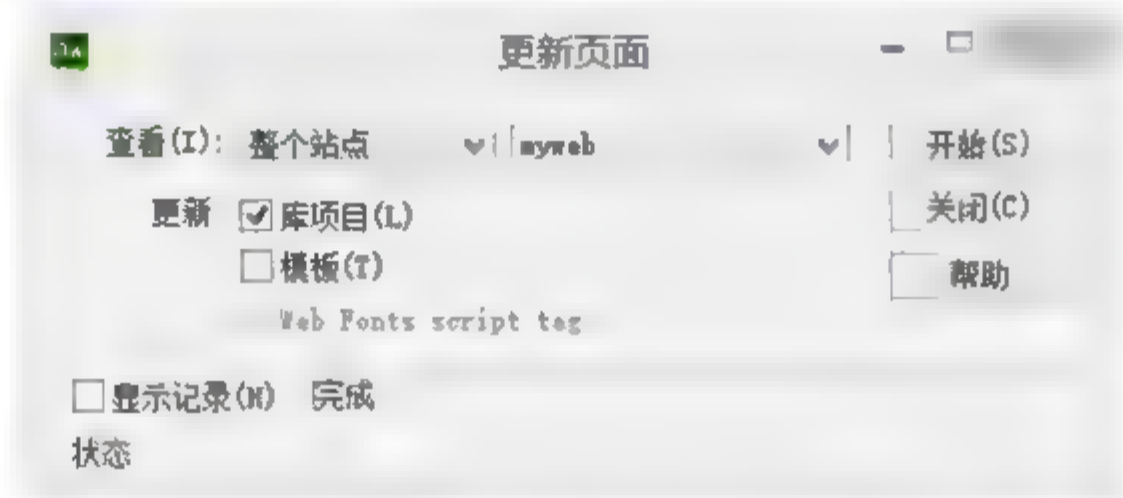 更新页面
查看(I): 整个站点 myweb 开始(S)
更新 库项目(L) 关闭(C)
模板(T) 帮助
Web Fonts script tag
显示记录(H) 完成
状态